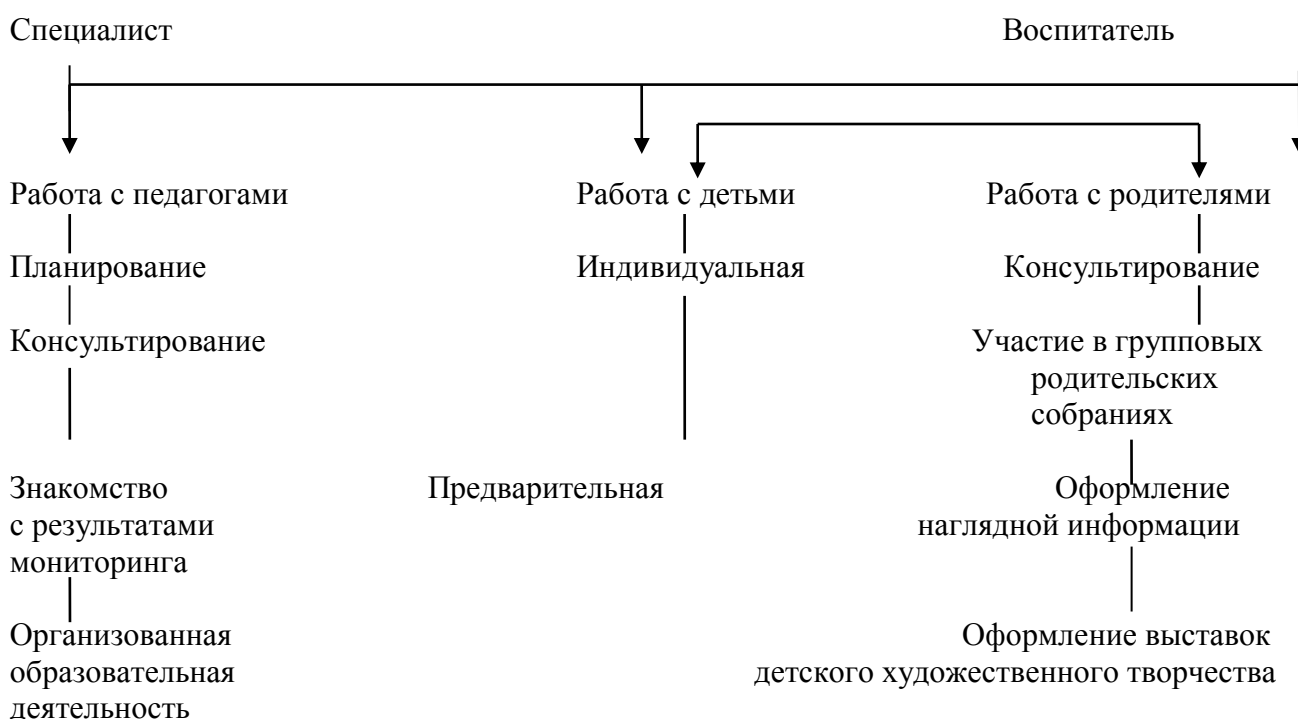 Специалист Воспитатель
Работа с педагогами Работа с детьми Работа с родителями
Планирование Индивидуальная Консультирование
Консультирование Участие в групповых
родительских
собраниях
Знакомство Предварительная Оформление
с результатами наглядной информации
мониторинга
Организованная Оформление выставок
образовательная детского художественного творчества
деятельность